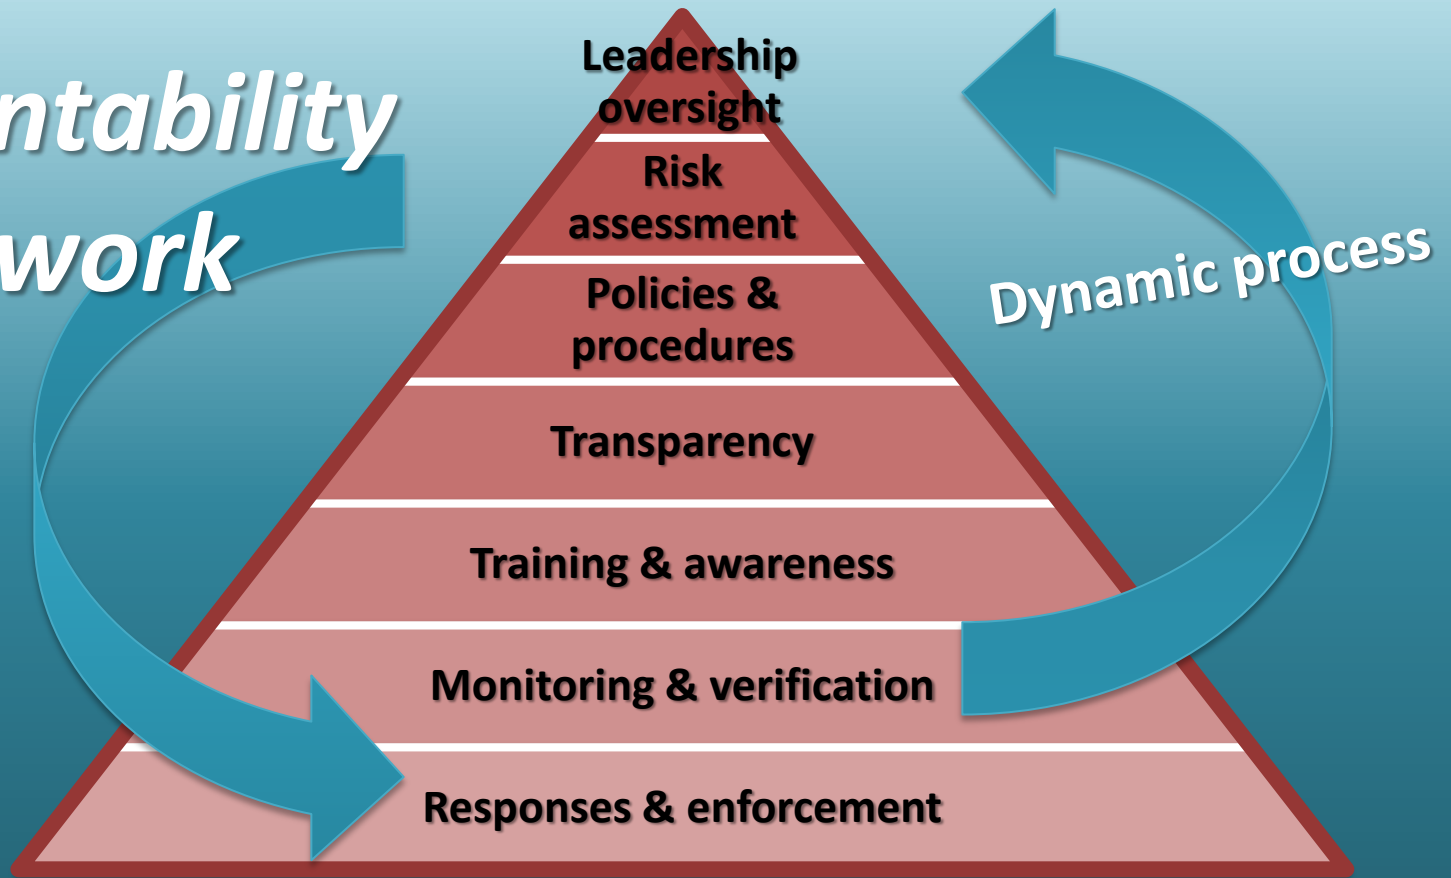 ntability
work
Leadership
oversight
Risk
assessment
Policies &
procedures
Transparency
Training & awareness
Monitoring & verification
Responses & enforcement
Dynamic process